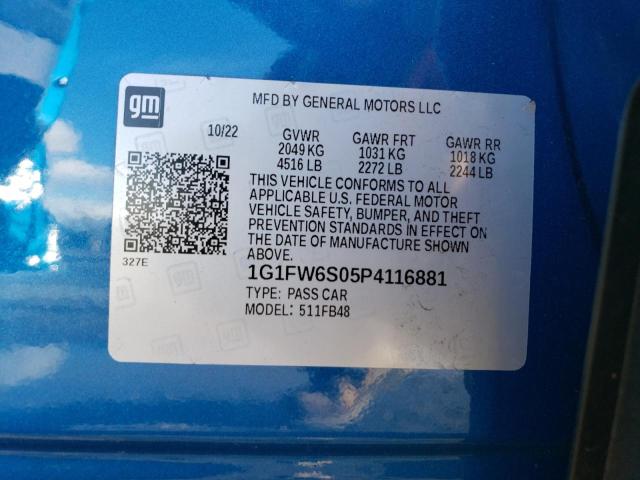 gm
MFD BY GENERAL MOTORS LLC
10/22 GVWR GAWR FRT GAWR RR
2049 KG 1031 KG 1018 KG
4516 LB 2272 LB 2244 LB
THIS VEHICLE CONFORMS TO ALL
APPLICABLE U.S. FEDERAL MOTOR
VEHICLE SAFETY, BUMPER, AND THEFT
PREVENTION STANDARDS IN EFFECT ON
THE DATE OF MANUFACTURE SHOWN
ABOVE.
327E
1G1FW6S05P4116881
TYPE: PASS CAR
MODEL: 511FB48